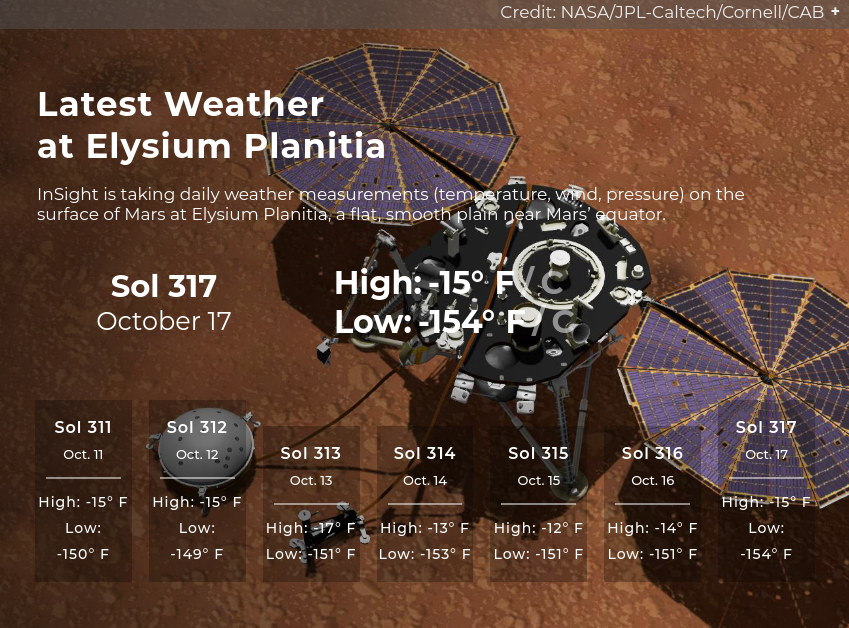 Credit: NASA/JPL-Caltech/Cornell/CAB +
Latest Weather
at Elysium Planitia
InSight is taking daily weather measurements (temperature, wind, pressure) on the
surface of Mars at Elysium Planitia, a flat, smooth plain near Mars’ equator.
Sol 317
October 17
High: -15° F / C
Low: -154° F / C
Sol 311
Oct. 11
High: -15° F
Low:
-150° F
Sol 312
Oct. 12
High: -15° F
Low:
-149° F
Sol 313
Oct. 13
High: -17° F
Low: -151° F
Sol 314
Oct. 14
High: -13° F
Low: -153° F
Sol 315
Oct. 15
High: -12° F
Low: -151° F
Sol 316
Oct. 16
High: -14° F
Low: -151° F
Sol 317
Oct. 17
High: -15° F
Low:
-154° F